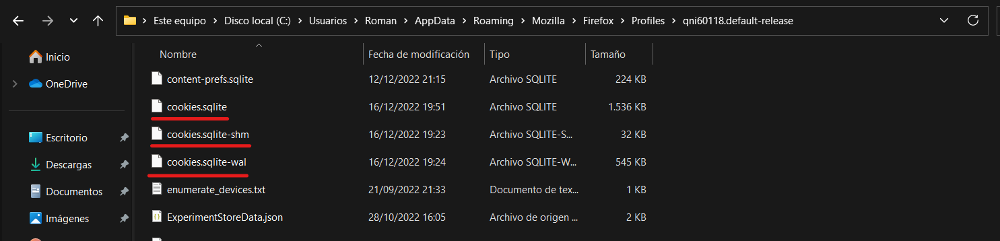 Este equipo > Disco local (C:) > Usuarios > Roman > AppData > Roaming > Mozilla > Firefox > Profiles > qni60118.default-release
Inicio
OneDrive
Escritorio
Descargas
Documentos
Imágenes
Nombre Fecha de modificación Tipo Tamaño
content-prefs.sqlite 12/12/2022 21:15 Archivo SQLITE 224 KB
cookies.sqlite 16/12/2022 19:51 Archivo SQLITE 1.536 KB
cookies.sqlite-shm 16/12/2022 19:23 Archivo SQLITE-S... 32 KB
cookies.sqlite-wal 16/12/2022 19:24 Archivo SQLITE-W... 545 KB
enumerate_devices.txt 21/09/2022 21:33 Documento de tex... 1 KB
ExperimentStoreData.json 28/10/2022 16:05 Archivo de origen ... 2 KB